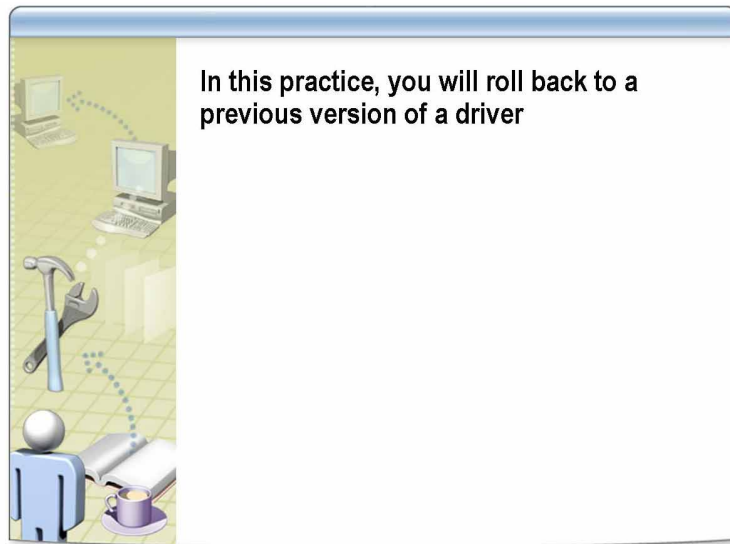 In this practice, you will roll back to a
previous version of a driver